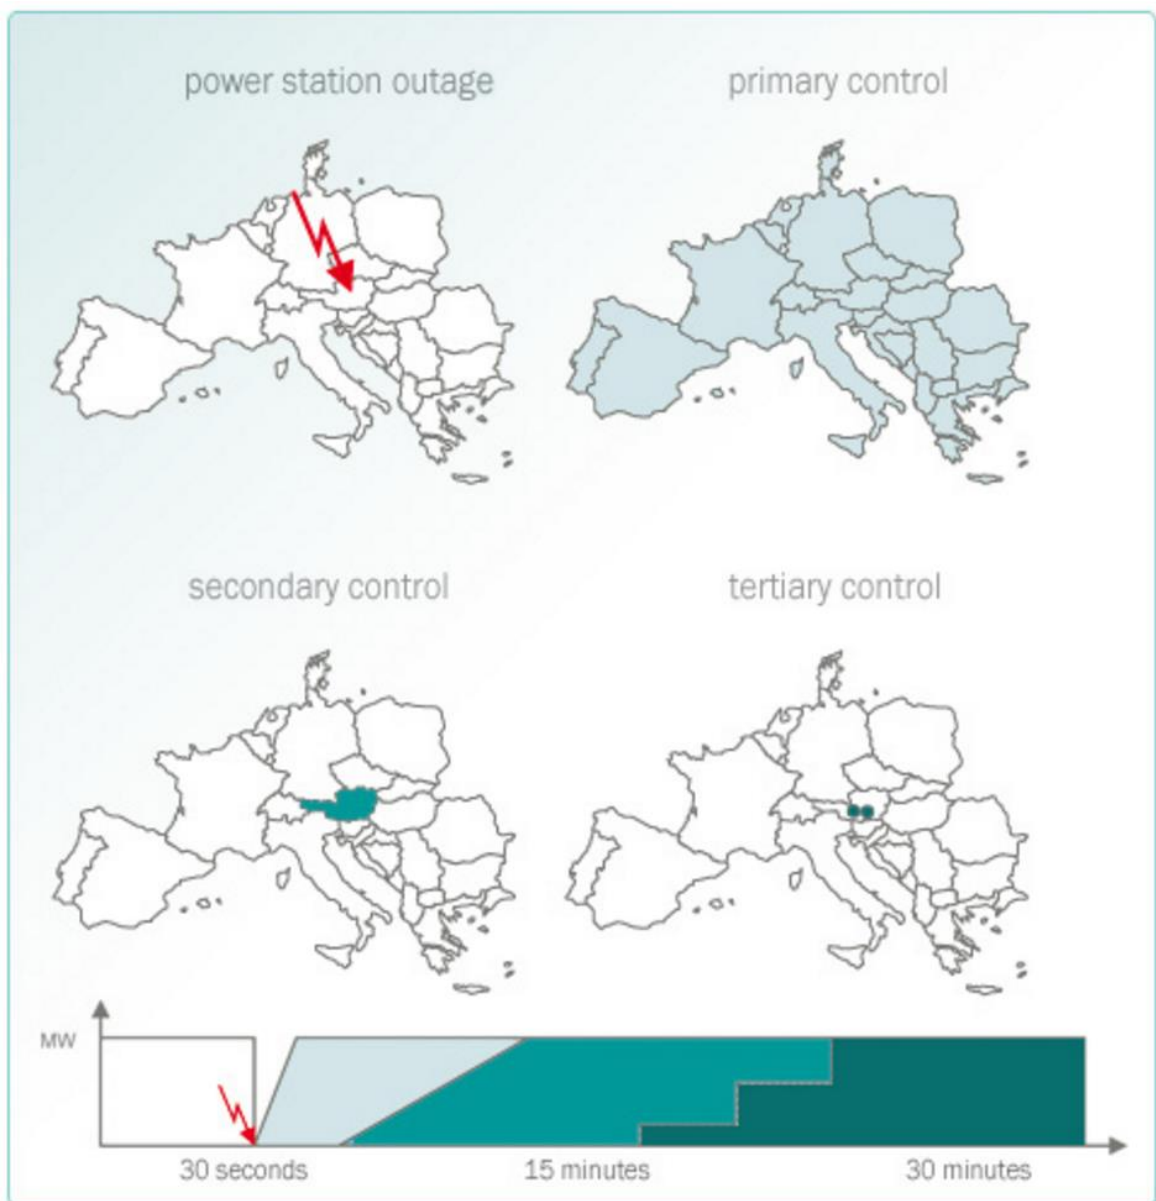 power station outage
primary control
secondary control
tertiary control
MW
30 seconds
15 minutes
30 minutes